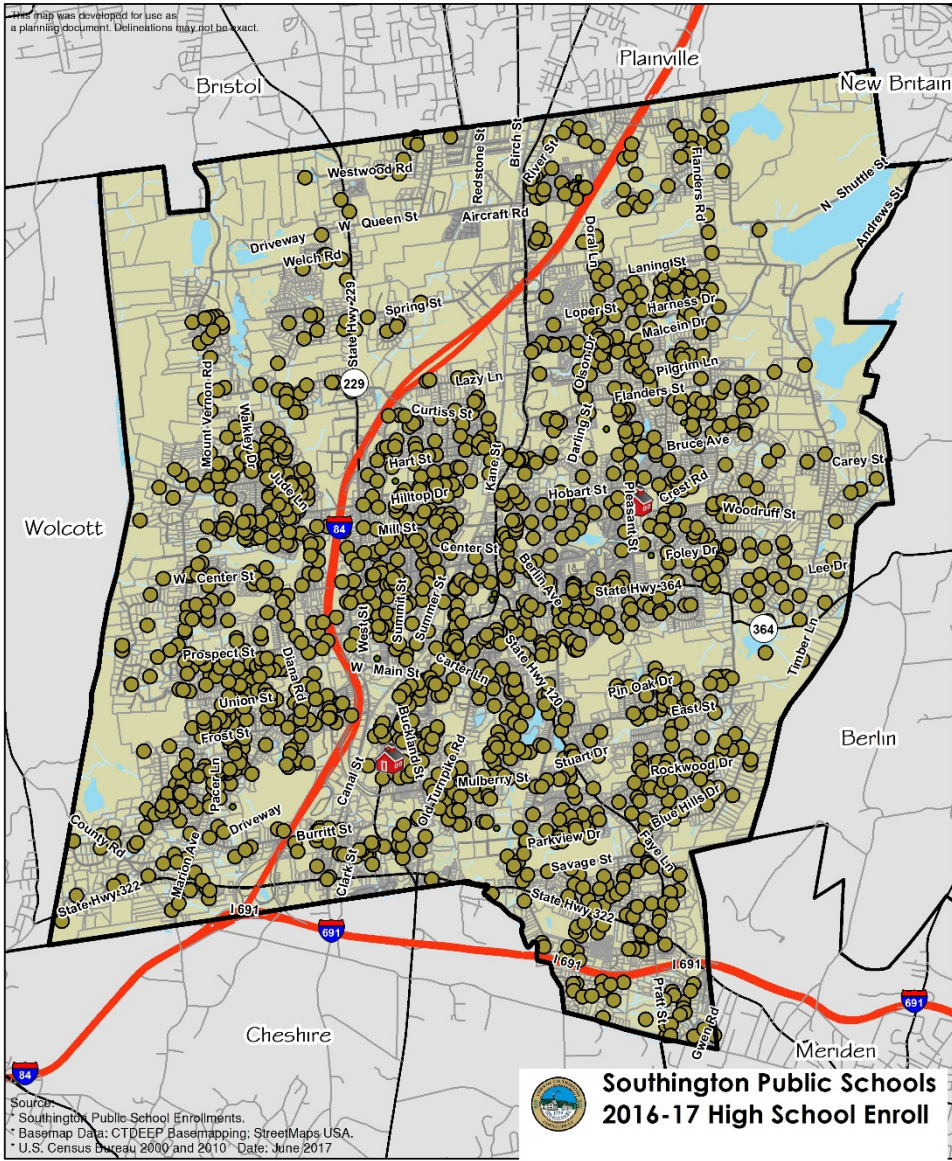 This map was developed for use as
a planning document. Delineations may not be exact.
Plainville
Bristol
New Britain
Redstone St
Birch St
River St
Flanders Rd
Westwood Rd
N Shuttle St
Andrews St
W Queen St
Aircraft Rd
Driveway
Welch Rd
Doral Ln
State Hwy 229
Laning St
Spring St
Loper St
Harness Dr
Malcein Dr
Mount Vernon Rd
Olson Dr
Pilgrim Ln
229
Lazy Ln
Flanders St
Walkley Dr
Curtiss St
Darling St
Bruce Ave
Kane St
Hart St
Carey St
Jude Ln
Hilltop Dr
Hobart St
Pleasant St
Crest Rd
Woodruff St
Wolcott
84
Mill St
Center St
Foley Dr
W Center St
Berlin Ave
Lee Dr
State Hwy 364
West St
Summit St
Summer St
364
Timber Ln
Prospect St
Diana Rd
W Main St
Carter Ln
State Hwy 120
Pin Oak Dr
Union St
East St
Frost St
Buckland St
Berlin
Stuart Dr
Old Turnpike Rd
Rockwood Dr
Pacer Ln
Canal St
Mulberry St
Blue Hills Dr
County Rd
Driveway
Burritt St
Parkview Dr
Faye Ln
Marion Ave
Clark St
Savage St
State Hwy 322
State Hwy 322
I 691
691
I 691
I 691
691
Pratt St
Gwen Rd
Cheshire
Meriden
84
Source:
* Southington Public School Enrollments.
* Basemap Data: CTDEEP Basemapping; StreetMaps USA.
* U.S. Census Bureau 2000 and 2010 Date: June 2017
Southington Public Schools
2016-17 High School Enroll